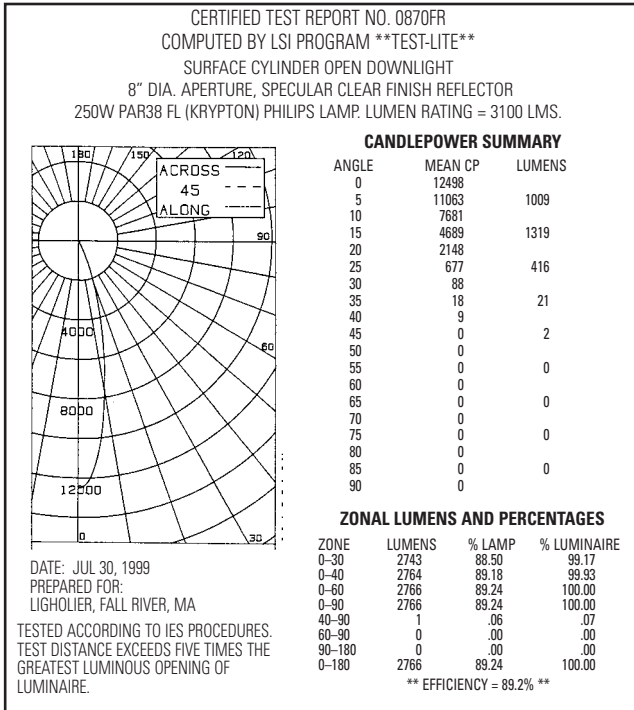 CERTIFIED TEST REPORT NO. 0870FR
COMPUTED BY LSI PROGRAM **TEST-LITE**
SURFACE CYLINDER OPEN DOWNLIGHT
8" DIA. APERTURE, SPECULAR CLEAR FINISH REFLECTOR
250W PAR38 FL (KRYPTON) PHILIPS LAMP. LUMEN RATING = 3100 LMS.
180 150 120
ACROSS
45
ALONG
90
4000
60
8000
12000
0 30
DATE: JUL 30, 1999
PREPARED FOR:
LIGHOLIER, FALL RIVER, MA
TESTED ACCORDING TO IES PROCEDURES.
TEST DISTANCE EXCEEDS FIVE TIMES THE
GREATEST LUMINOUS OPENING OF
LUMINAIRE.
CANDLEPOWER SUMMARY
ANGLE MEAN CP LUMENS
0 12498
5 11063 1009
10 7681
15 4689 1319
20 2148
25 677 416
30 88
35 18 21
40 9
45 0 2
50 0
55 0 0
60 0
65 0 0
70 0
75 0 0
80 0
85 0 0
90 0
ZONAL LUMENS AND PERCENTAGES
ZONE LUMENS % LAMP % LUMINAIRE
0–30 2743 88.50 99.17
0–40 2764 89.18 99.93
0–60 2766 89.24 100.00
0–90 2766 89.24 100.00
40–90 1 .06 .07
60–90 0 .00 .00
90–180 0 .00 .00
0–180 2766 89.24 100.00
** EFFICIENCY = 89.2% **